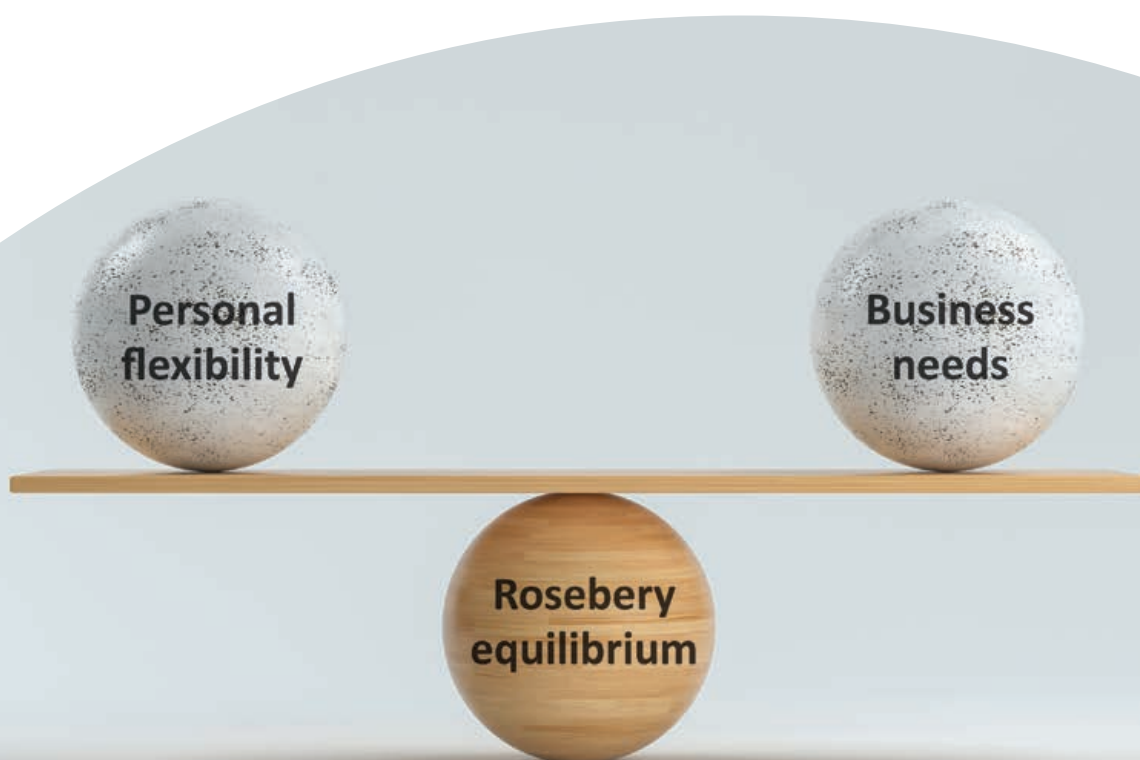 Personal
flexibility
Business
needs
Rosebery
equilibrium